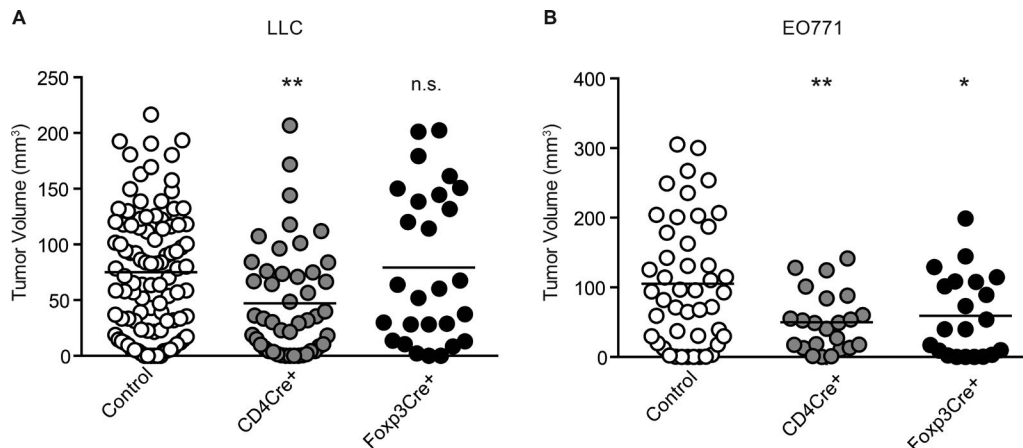 A
LLC
Tumor Volume (mm³)
250
200
150
100
50
0
**
n.s.
Control
CD4Cre+
Foxp3Cre+
B
EO771
Tumor Volume (mm³)
400
300
200
100
0
**
*
Control
CD4Cre+
Foxp3Cre+